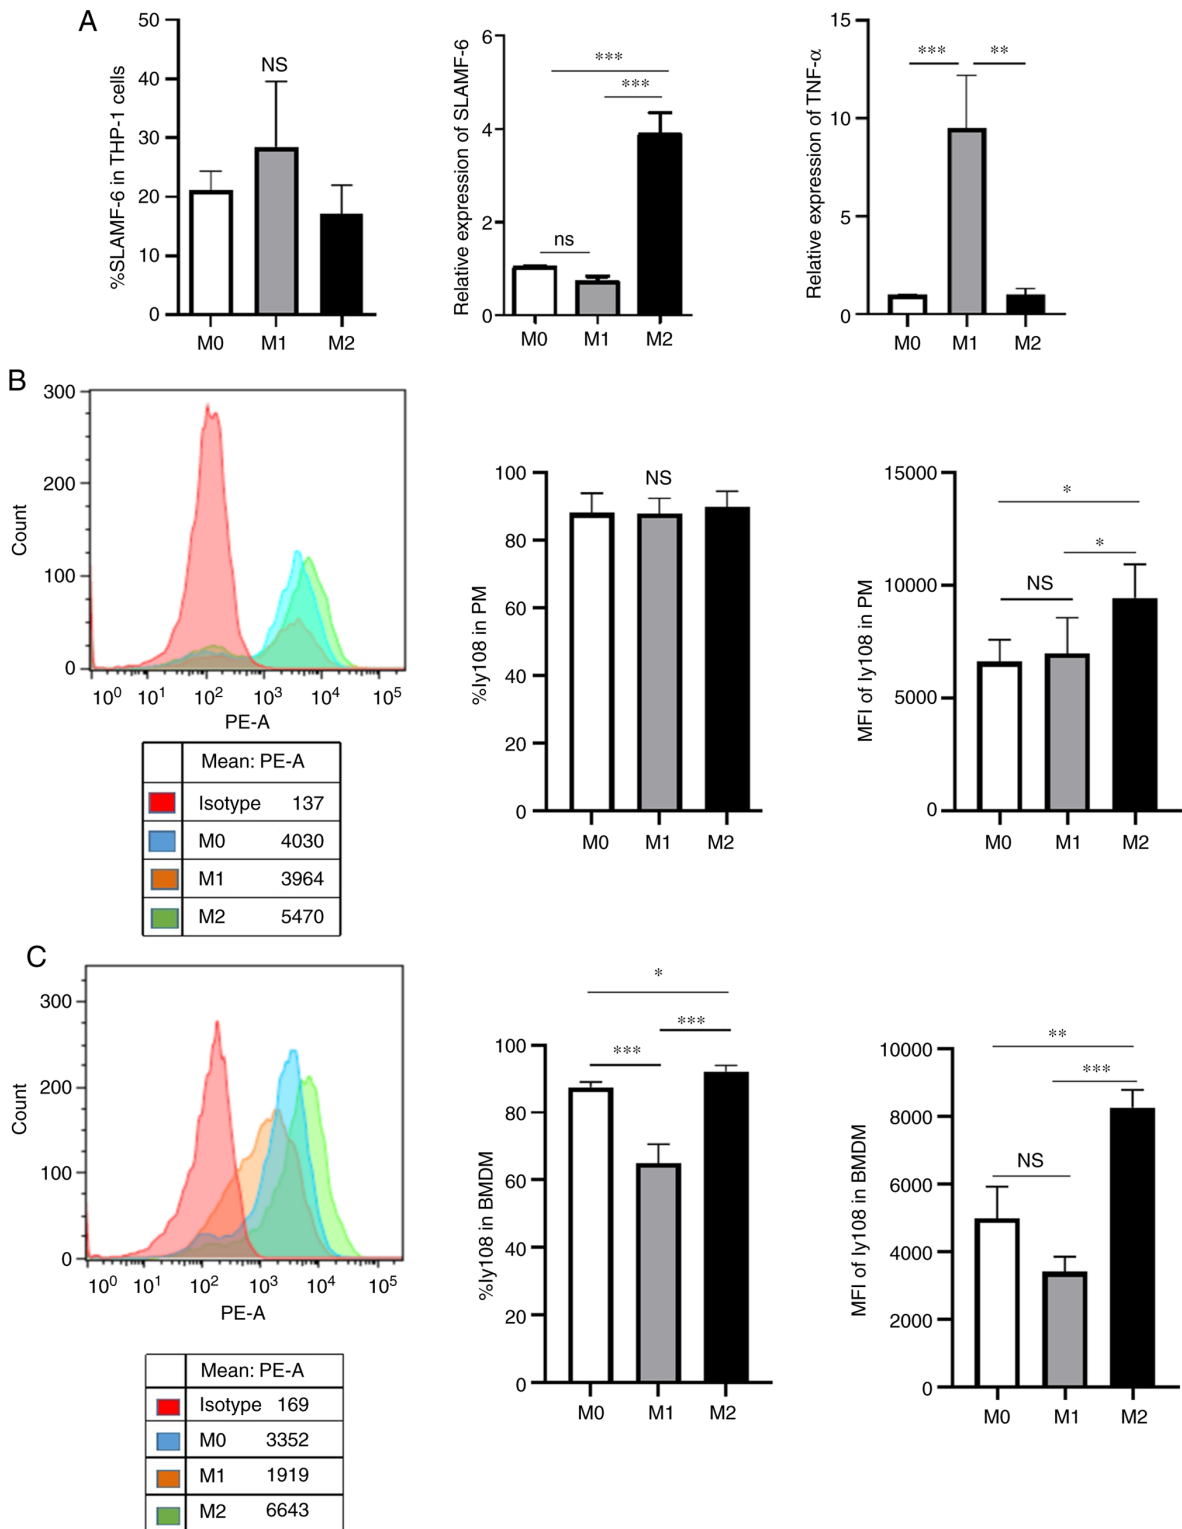 A
%SLAMF-6 in THP-1 cells
50
40
30
20
10
0
NS
M0 M1 M2
Relative expression of SLAMF-6
6
4
2
0
***
***
ns
M0 M1 M2
Relative expression of TNF-α
15
10
5
0
*** **
M0 M1 M2
B
Count
300
200
100
0
10^0 10^1 10^2 10^3 10^4 10^5
PE-A
Mean: PE-A
Isotype 137
M0 4030
M1 3964
M2 5470
%ly108 in PM
100
80
60
40
20
0
NS
M0 M1 M2
MFI of ly108 in PM
15000
10000
5000
0
*
*
NS
M0 M1 M2
C
Count
300
200
100
0
10^0 10^1 10^2 10^3 10^4 10^5
PE-A
Mean: PE-A
Isotype 169
M0 3352
M1 1919
M2 6643
%ly108 in BMDM
100
80
60
40
20
0
*
***
***
M0 M1 M2
MFI of ly108 in BMDM
10000
8000
6000
4000
2000
0
**
***
NS
M0 M1 M2